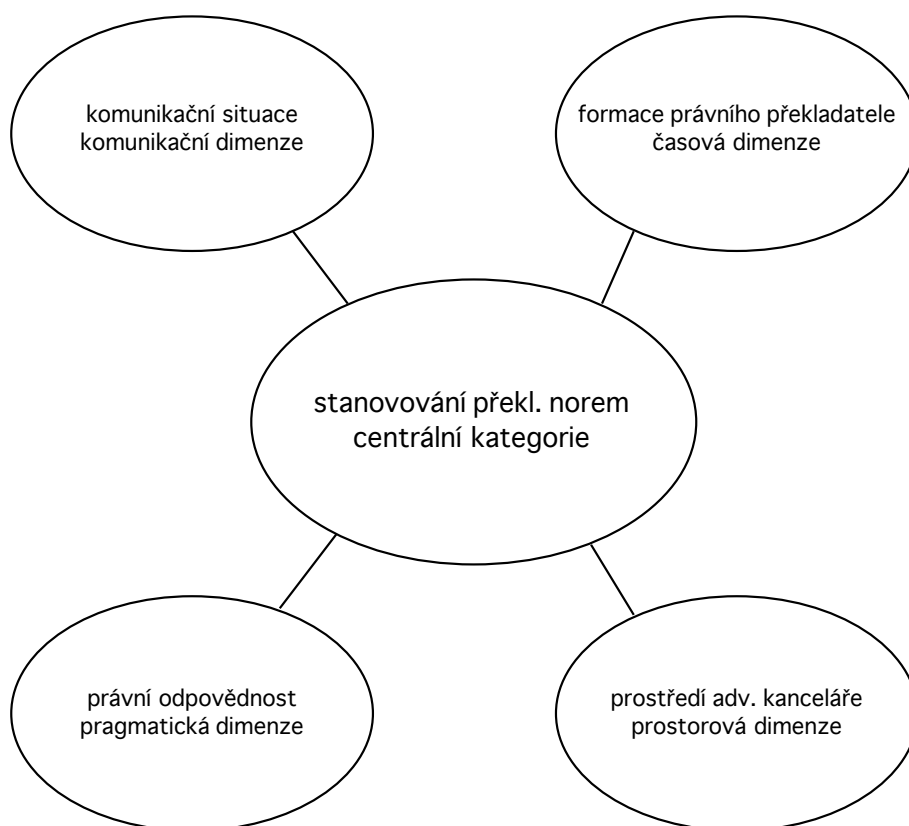 komunikační situace
komunikační dimenze
formace právního překladatele
časová dimenze
stanovování překl. norem
centrální kategorie
právní odpovědnost
pragmatická dimenze
prostředí adv. kanceláře
prostorová dimenze